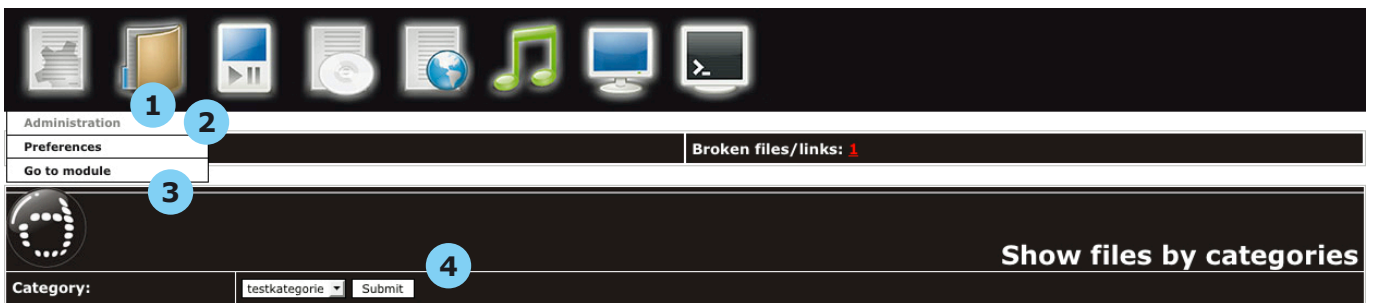 1
Administration
2
Preferences
Broken files/links: 1
Go to module
3
Show files by categories
4
Category:
testkategorie
Submit